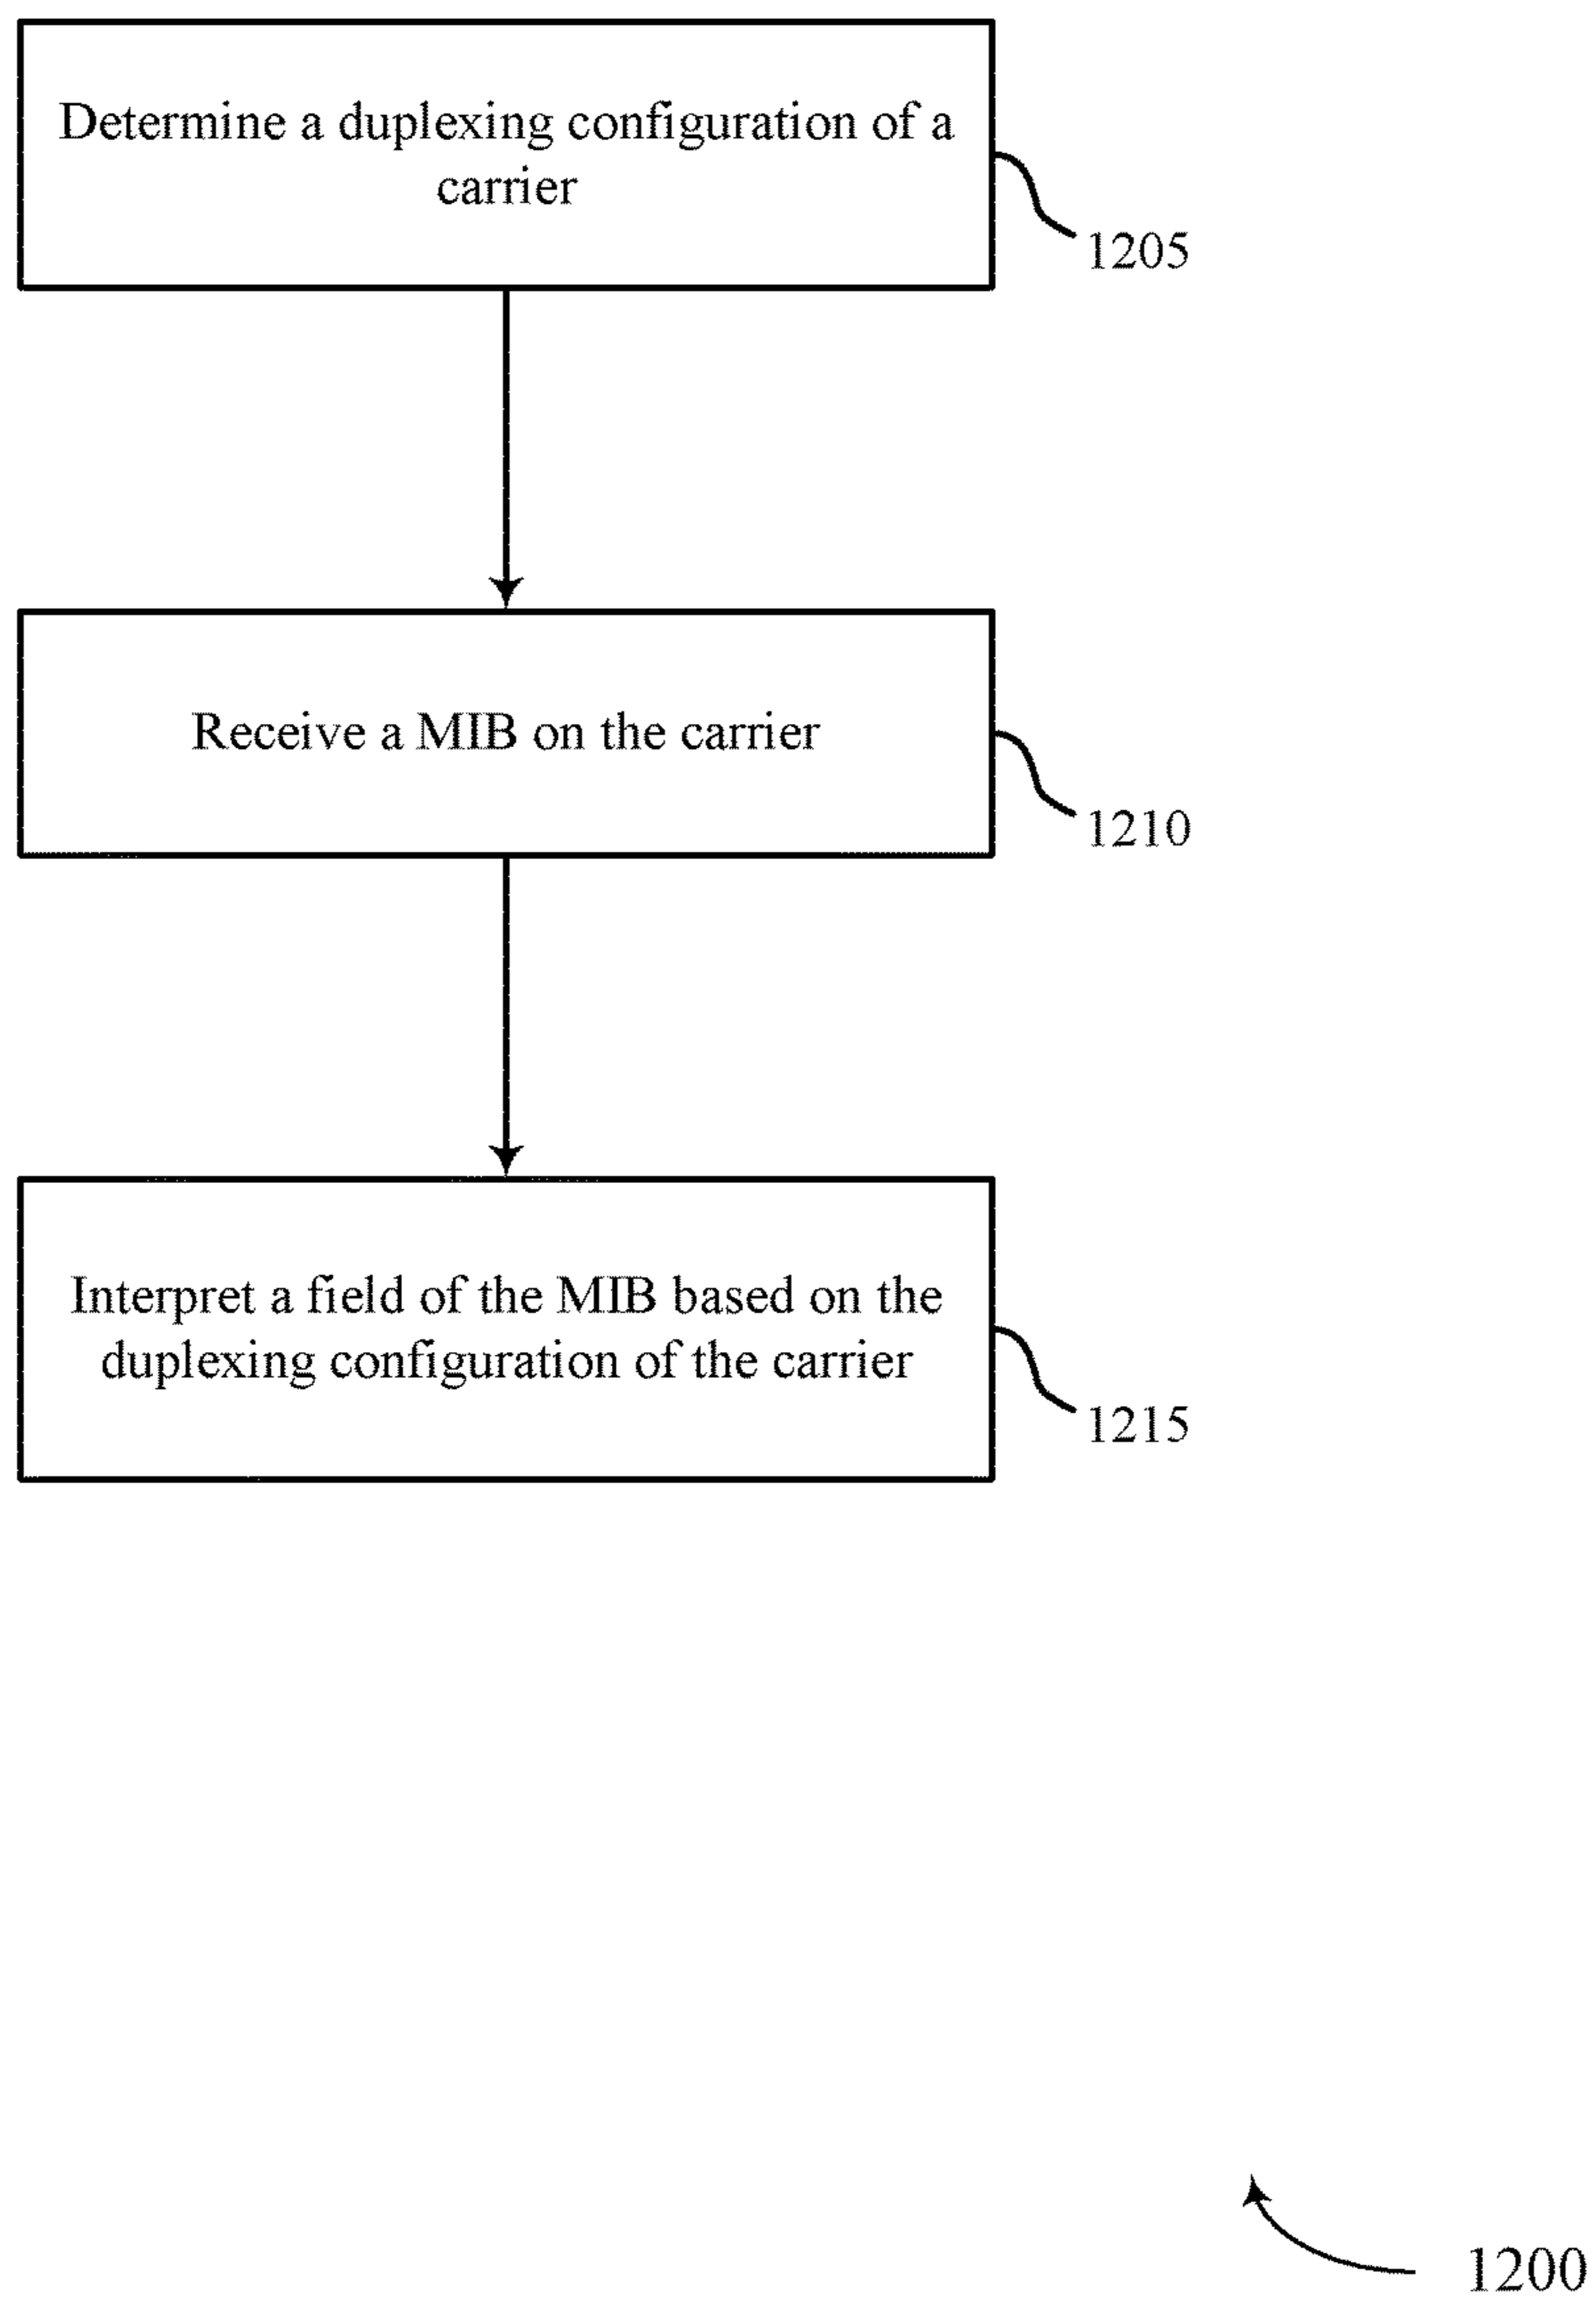 Determine a duplexing configuration of a
carrier
1205
Receive a MIB on the carrier
1210
Interpret a field of the MIB based on the
duplexing configuration of the carrier
1215
1200